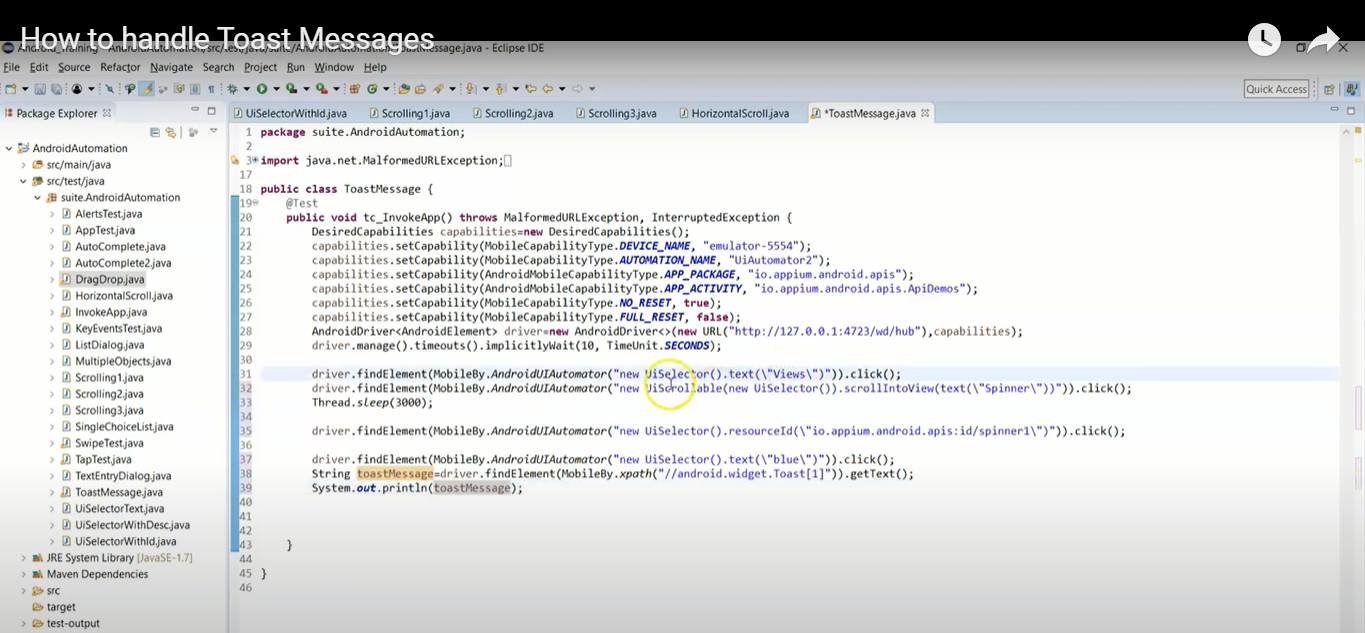 How to handle Toast Messages
File Edit Source Refactor Navigate Search Project Run Window Help
Quick Access
Package Explorer
UiSelectorWithId.java Scrolling1.java Scrolling2.java Scrolling3.java HorizontalScroll.java *ToastMessage.java
AndroidAutomation
src/main/java
src/test/java
suite.AndroidAutomation
AlertsTest.java
AppTest.java
AutoComplete.java
AutoComplete2.java
DragDrop.java
HorizontalScroll.java
InvokeApp.java
KeyEventsTest.java
ListDialog.java
MultipleObjects.java
Scrolling1.java
Scrolling2.java
Scrolling3.java
SingleChoiceList.java
SwipeTest.java
TapTest.java
TextEntryDialog.java
ToastMessage.java
UiSelectorText.java
UiSelectorWithDesc.java
UiSelectorWithId.java
JRE System Library [JavaSE-1.7]
Maven Dependencies
src
target
test-output
1 package suite.AndroidAutomation;
2
3 import java.net.MalformedURLException;
17
18 public class ToastMessage {
19 @Test
20 public void tc_InvokeApp() throws MalformedURLException, InterruptedException {
21 DesiredCapabilities capabilities=new DesiredCapabilities();
22 capabilities.setCapability(MobileCapabilityType.DEVICE_NAME, "emulator-5554");
23 capabilities.setCapability(MobileCapabilityType.AUTOMATION_NAME, "UiAutomator2");
24 capabilities.setCapability(AndroidMobileCapabilityType.APP_PACKAGE, "io.appium.android.apis");
25 capabilities.setCapability(AndroidMobileCapabilityType.APP_ACTIVITY, "io.appium.android.apis.ApiDemos");
26 capabilities.setCapability(MobileCapabilityType.NO_RESET, true);
27 capabilities.setCapability(MobileCapabilityType.FULL_RESET, false);
28 AndroidDriver<AndroidElement> driver=new AndroidDriver<>(new URL("http://127.0.0.1:4723/wd/hub"),capabilities);
29 driver.manage().timeouts().implicitlyWait(10, TimeUnit.SECONDS);
30
31 driver.findElement(MobileBy.AndroidUIAutomator("new UiSelector().text(\"Views\")")).click();
32 driver.findElement(MobileBy.AndroidUIAutomator("new UiScrollable(new UiSelector()).scrollIntoView(text(\"Spinner\"))")).click();
33 Thread.sleep(3000);
34
35 driver.findElement(MobileBy.AndroidUIAutomator("new UiSelector().resourceId(\"io.appium.android.apis:id/spinner1\")")).click();
36
37 driver.findElement(MobileBy.AndroidUIAutomator("new UiSelector().text(\"blue\")")).click();
38 String toastMessage=driver.findElement(MobileBy.xpath("//android.widget.Toast[1]")).getText();
39 System.out.println(toastMessage);
40
41
42
43 }
44
45 }
46